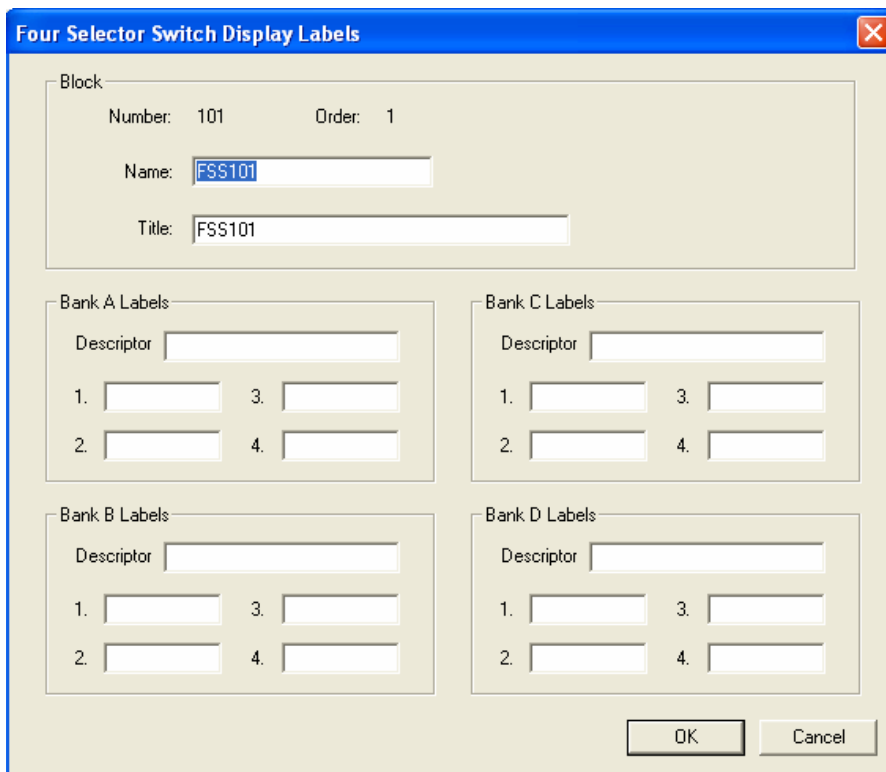 Four Selector Switch Display Labels
Block
Number: 101 Order: 1
Name: FSS101
Title: FSS101
Bank A Labels
Descriptor
1. 3.
2. 4.
Bank C Labels
Descriptor
1. 3.
2. 4.
Bank B Labels
Descriptor
1. 3.
2. 4.
Bank D Labels
Descriptor
1. 3.
2. 4.
OK Cancel